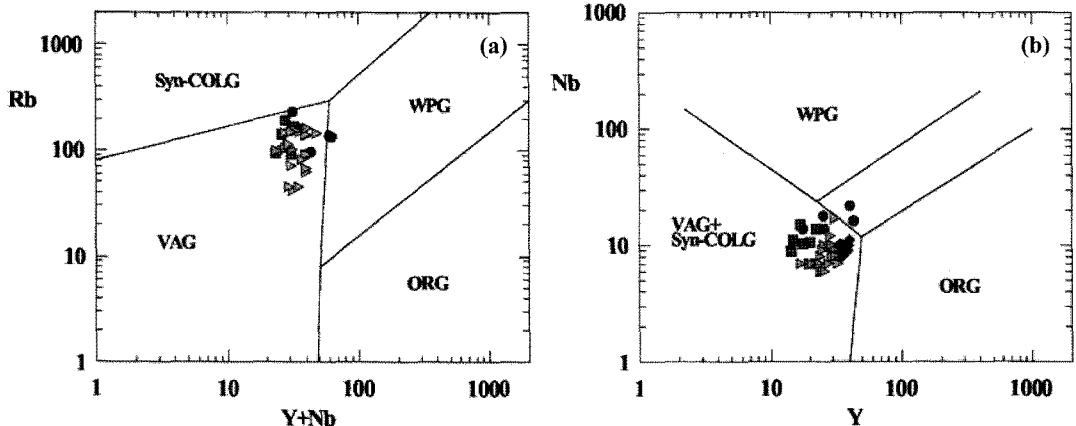 (a)
1000
Rb
100
10
1
Syn-COLG
WPG
VAG
ORG
1 10 100 1000
Y+Nb
(b)
1000
Nb
100
10
1
WPG
VAG+
Syn-COLG
ORG
1 10 100 1000
Y